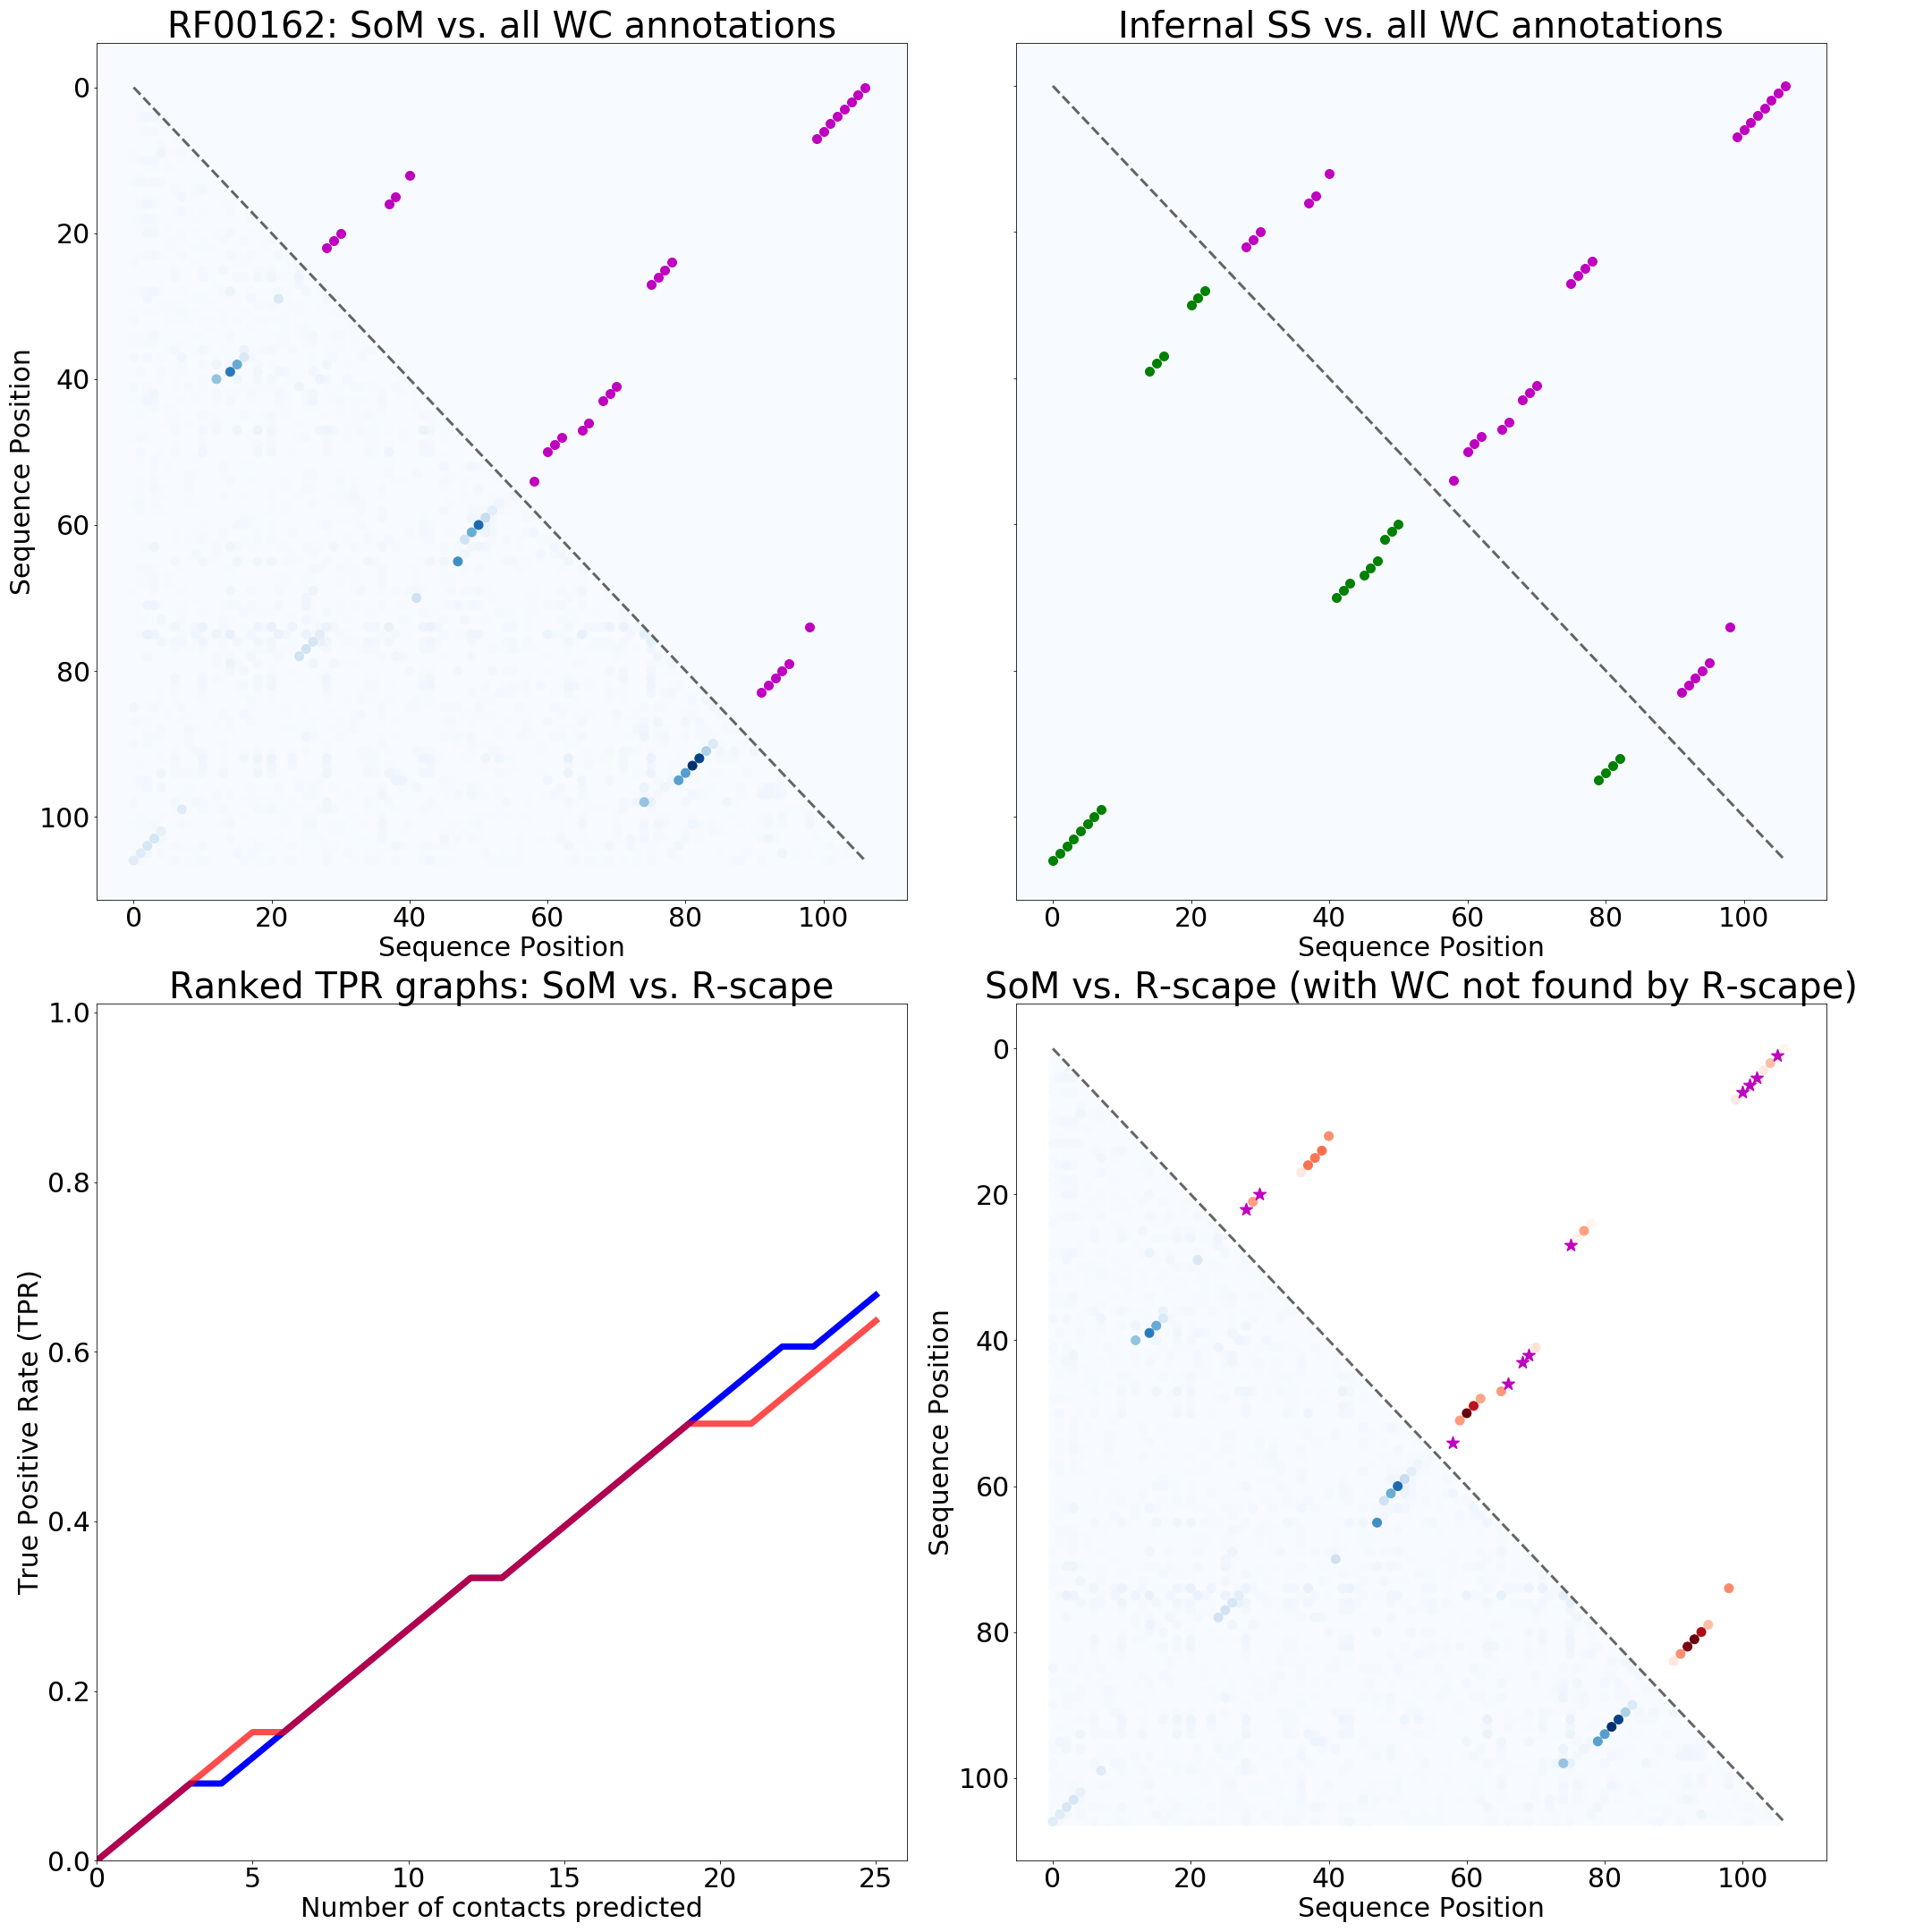 RF00162: SoM vs. all WC annotations
Infernal SS vs. all WC annotations
Sequence Position
0
20
40
60
80
100
0 20 40 60 80 100
0 20 40 60 80 100
Sequence Position
Sequence Position
Ranked TPR graphs: SoM vs. R-scape
SoM vs. R-scape (with WC not found by R-scape)
True Positive Rate (TPR)
1.0
0.8
0.6
0.4
0.2
0.0
0 5 10 15 20 25
Number of contacts predicted
Sequence Position
0
20
40
60
80
100
0 20 40 60 80 100
Sequence Position